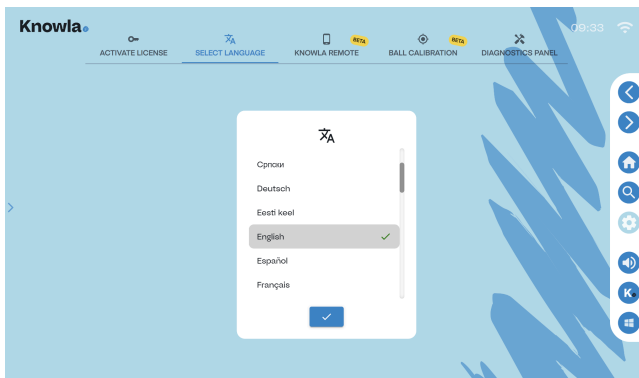 Knowla
09:33
ACTIVATE LICENSE
SELECT LANGUAGE
BETA
KNOWLA REMOTE
BETA
BALL CALIBRATION
DIAGNOSTICS PANEL
Српски
Deutsch
Eesti keel
English
Español
Français
K